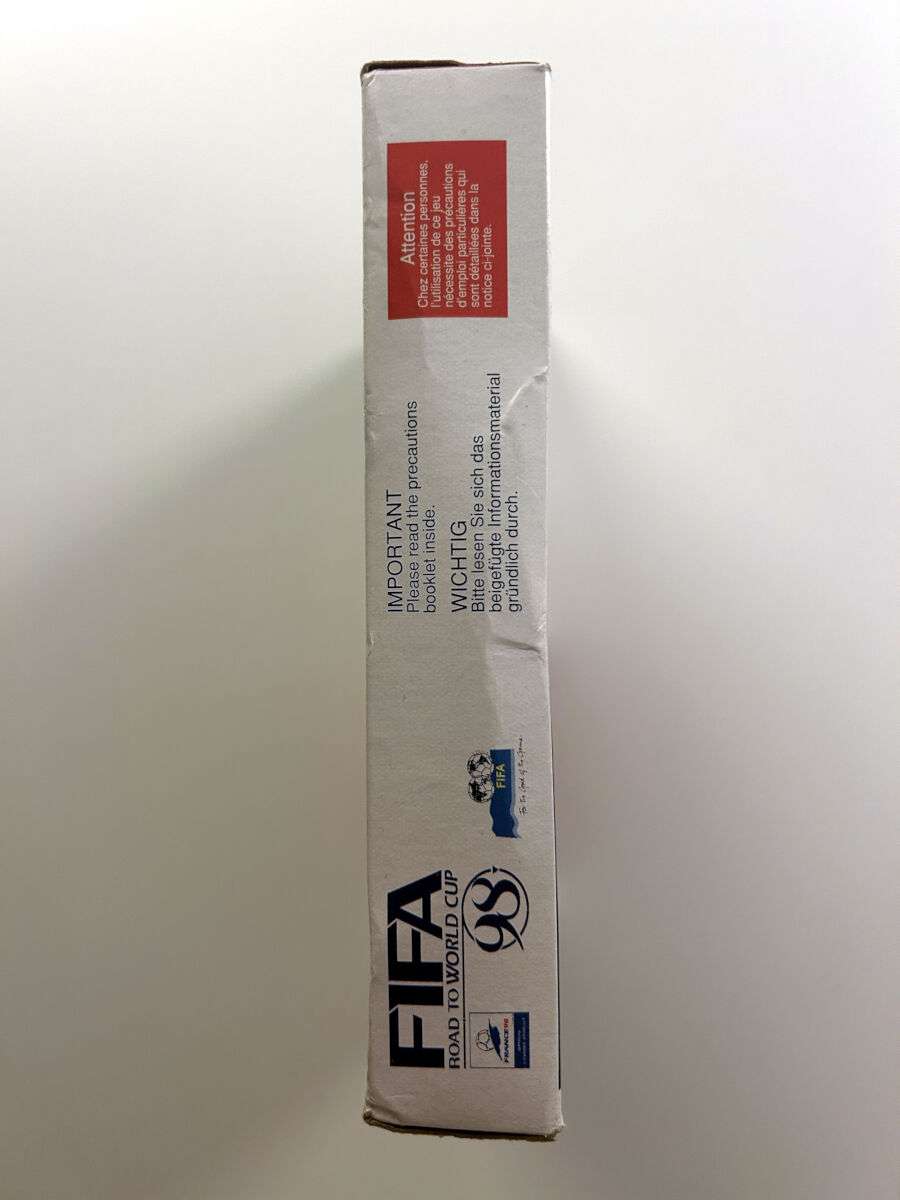 FIFA
ROAD TO WORLD CUP
98
FRANCE 98
FIFA
For the Good of the Game
IMPORTANT
Please read the precautions
booklet inside.
WICHTIG
Bitte lesen Sie sich das
beigefügte Informationsmaterial
gründlich durch.
Attention
Chez certaines personnes,
l'utilisation de ce jeu
nécessite des précautions
d'emploi particulières qui
sont détaillées dans la
notice ci-jointe.